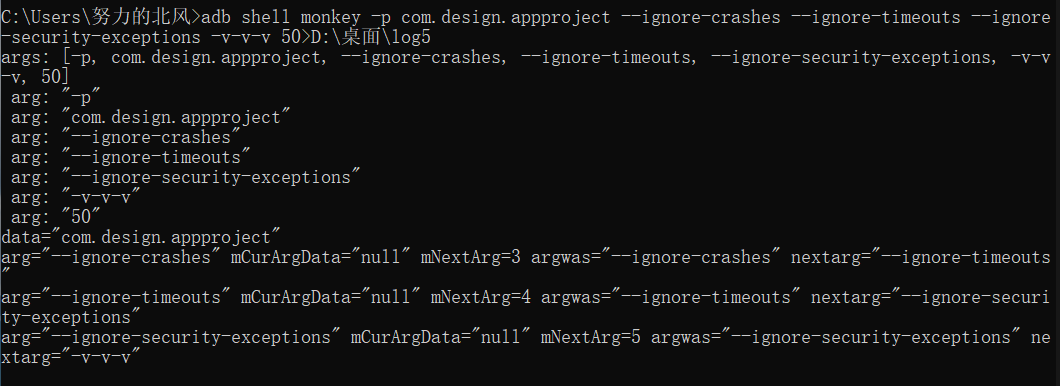 C:\Users\努力的北风>adb shell monkey -p com.design.appproject --ignore-crashes --ignore-timeouts --ignore
-security-exceptions -v-v-v 50>D:\桌面\log5
args: [-p, com.design.appproject, --ignore-crashes, --ignore-timeouts, --ignore-security-exceptions, -v-v
-v, 50]
 arg: "-p"
 arg: "com.design.appproject"
 arg: "--ignore-crashes"
 arg: "--ignore-timeouts"
 arg: "--ignore-security-exceptions"
 arg: "-v-v-v"
 arg: "50"
data="com.design.appproject"
arg="--ignore-crashes" mCurArgData="null" mNextArg=3 argwas="--ignore-crashes" nextarg="--ignore-timeouts
"
arg="--ignore-timeouts" mCurArgData="null" mNextArg=4 argwas="--ignore-timeouts" nextarg="--ignore-securi
ty-exceptions"
arg="--ignore-security-exceptions" mCurArgData="null" mNextArg=5 argwas="--ignore-security-exceptions" ne
xtarg="-v-v-v"